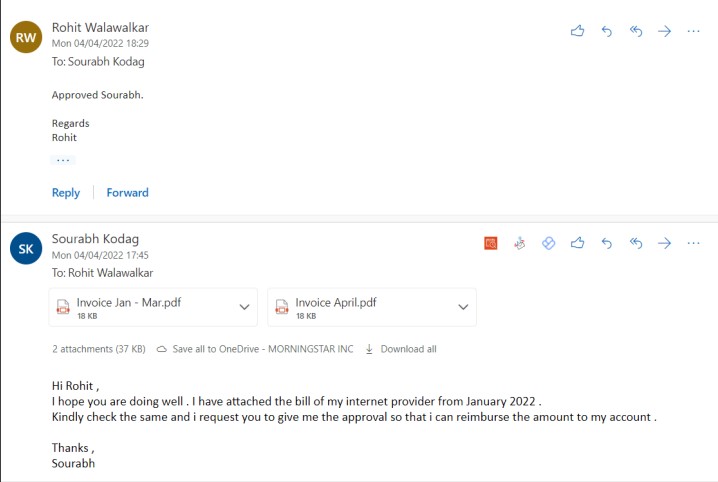 RW
Rohit Walawalkar
Mon 04/04/2022 18:29
To: Sourabh Kodag
Approved Sourabh.
Regards
Rohit
...
Reply Forward
SK
Sourabh Kodag
Mon 04/04/2022 17:45
To: Rohit Walawalkar
Invoice Jan - Mar.pdf
18 KB
Invoice April.pdf
18 KB
2 attachments (37 KB) Save all to OneDrive - MORNINGSTAR INC Download all
Hi Rohit ,
I hope you are doing well . I have attached the bill of my internet provider from January 2022 .
Kindly check the same and i request you to give me the approval so that i can reimburse the amount to my account .
Thanks ,
Sourabh